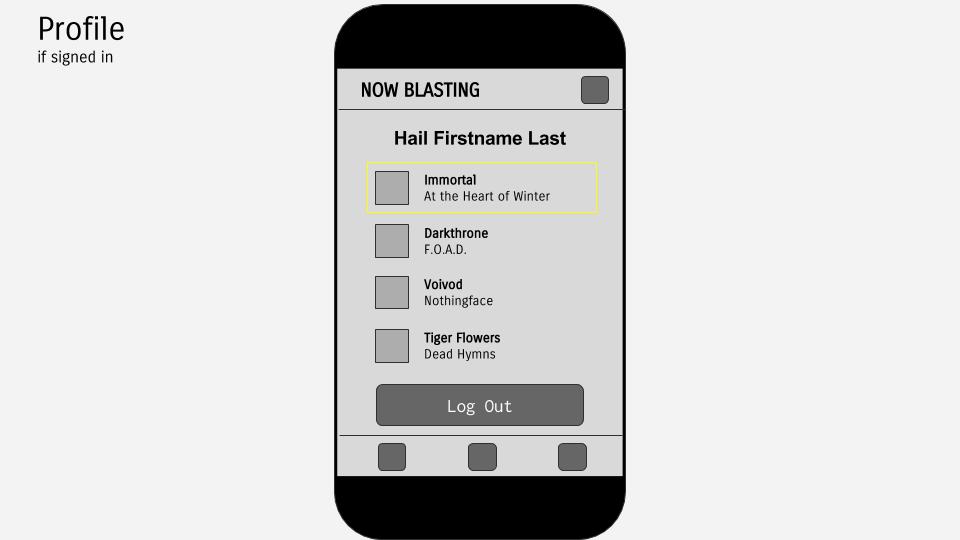 Profile
if signed in
NOW BLASTING
Hail Firstname Last
Immortal
At the Heart of Winter
Darkthrone
F.O.A.D.
Voivod
Nothingface
Tiger Flowers
Dead Hymns
Log Out